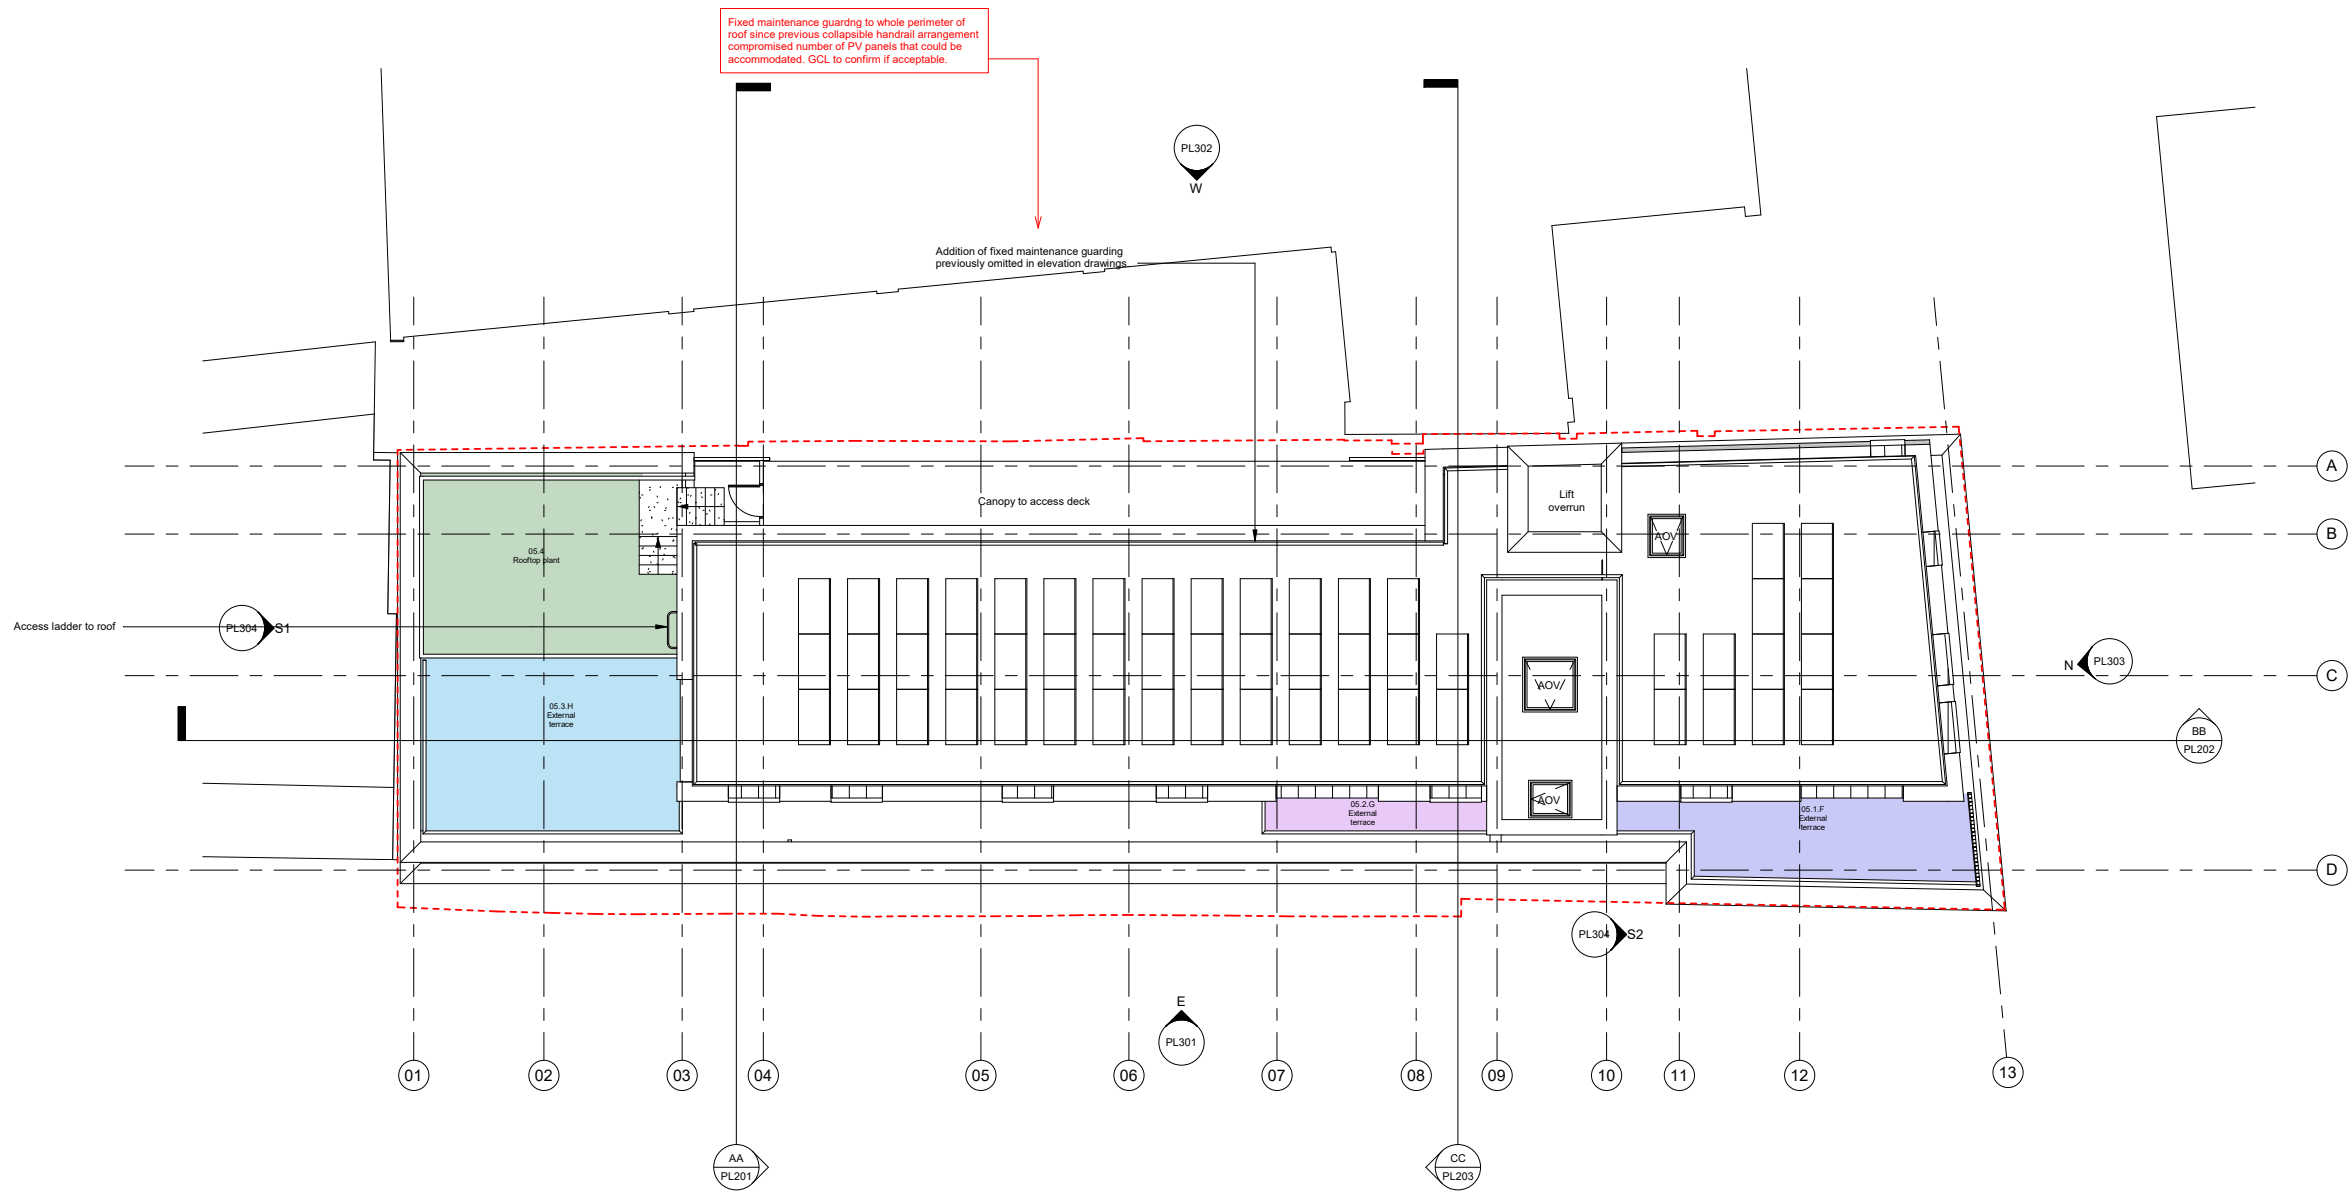 Fixed maintenance guardng to whole perimeter of
roof since previous collapsible handrail arrangement
compromised number of PV panels that could be
accommodated. GCL to confirm if acceptable.
PL302
W
Addition of fixed maintenance guarding
previously omitted in elevation drawings
A
Canopy to access deck
Lift
overrun
B
AOV
05.4
Rooftop plant
Access ladder to roof
PL304
S1
N
PL303
C
AOV
05.3.H
External
terrace
BB
PL202
AOV
05.2.G
External
terrace
05.1.F
External
terrace
D
PL304
S2
E
PL301
01
02
03
04
05
06
07
08
09
10
11
12
13
AA
PL201
CC
PL203